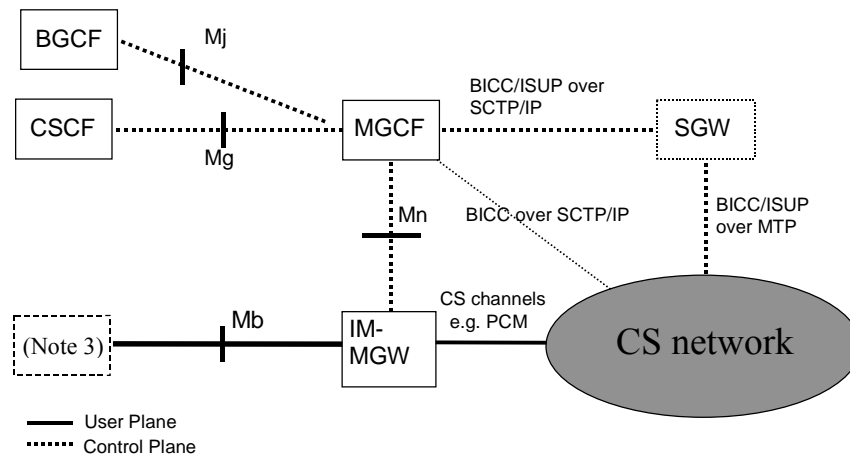 BGCF
Mj
BICC/ISUP over
SCTP/IP
CSCF
Mg
MGCF
SGW
Mn
BICC over SCTP/IP
BICC/ISUP
over MTP
(Note 3)
Mb
IM-
MGW
CS channels
e.g. PCM
CS network
User Plane
Control Plane